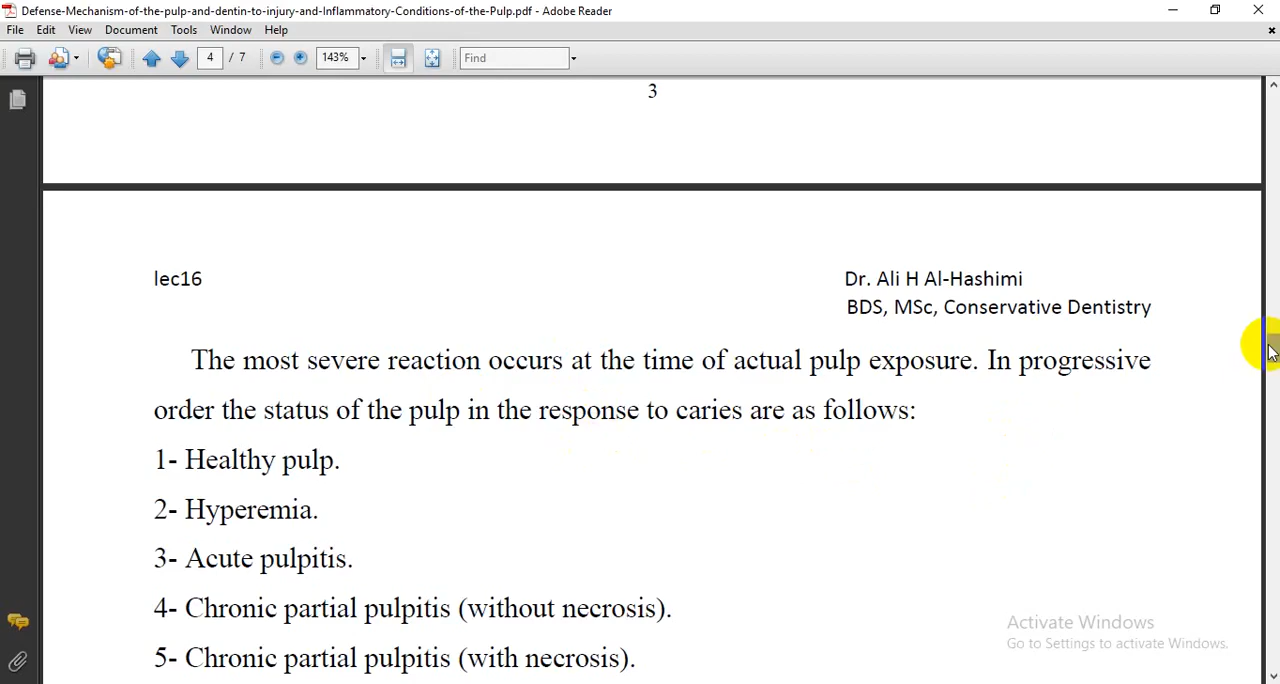 Defense-Mechanism-of-the-pulp-and-dentin-to-injury-and-Inflammatory-Conditions-of-the-Pulp.pdf - Adobe Reader
File Edit View Document Tools Window Help
4 / 7 143% Find
3
lec16 Dr. Ali H Al-Hashimi
BDS, MSc, Conservative Dentistry
The most severe reaction occurs at the time of actual pulp exposure. In progressive
order the status of the pulp in the response to caries are as follows:
1- Healthy pulp.
2- Hyperemia.
3- Acute pulpitis.
4- Chronic partial pulpitis (without necrosis).
5- Chronic partial pulpitis (with necrosis).
Activate Windows
Go to Settings to activate Windows.